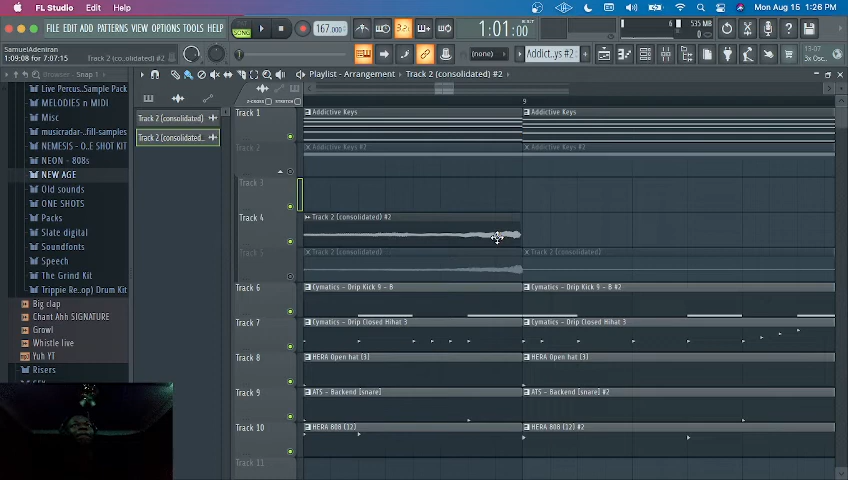 FL Studio Edit Help Mon Aug 15 1:26 PM
FILE EDIT ADD PATTERNS VIEW OPTIONS TOOLS HELP
SONG 167.000 3.2 1:01:00 6 535 MB
SamuelAdeniran
1:09:08 for 7:07:15 Track 2 (co..olidated) #2
(none) Addict..ys #2 13-07
3x Osc
Browser - Snap 1
Playlist - Arrangement Track 2 (consolidated) #2
Z-CROSS STRETCH
9
Live Percus..Sample Pack
MELODIES n MIDI
Misc
musicradar-..fill-samples
NEMESIS - O..E SHOT KIT
NEON - 808s
NEW AGE
Old sounds
ONE SHOTS
Packs
Slate digital
Soundfonts
Speech
The Grind Kit
Trippie Re..op) Drum Kit
Big clap
Chant Ahh SIGNATURE
Growl
Whistle live
Yuh YT
Risers
Track 2 (consolidated)
Track 2 (consolidated..
Track 1 Addictive Keys Addictive Keys
Track 2 Addictive Keys #2 Addictive Keys #2
Track 3
Track 4 Track 2 (consolidated) #2
Track 5 Track 2 (consolidated) Track 2 (consolidated)
Track 6 Cymatics - Drip Kick 9 - B Cymatics - Drip Kick 9 - B #2
Track 7 Cymatics - Drip Closed Hihat 3 Cymatics - Drip Closed Hihat 3
Track 8 HERA Open hat (3) HERA Open hat (3)
Track 9 ATS - Backend [snare] ATS - Backend [snare] #2
Track 10 HERA 808 (12) HERA 808 (12) #2
Track 11